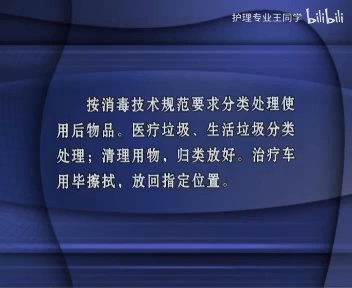 护理专业王同学 bilibili
按消毒技术规范要求分类处理使
用后物品。医疗垃圾、生活垃圾分类
处理；清理用物，归类放好。治疗车
用毕擦拭，放回指定位置。